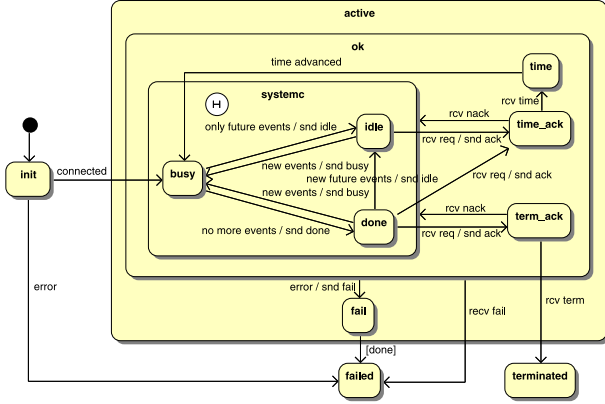 active
ok
time advanced
time
systemc
H
rcv time
rcv nack
only future events / snd idle
idle
time_ack
rcv req / snd ack
connected
init
busy
new events / snd busy
new future events / snd idle
rcv req / snd ack
new events / snd busy
rcv nack
done
term_ack
no more events / snd done
rcv req / snd ack
error
error / snd fail
rcv term
fail
recv fail
[done]
failed
terminated